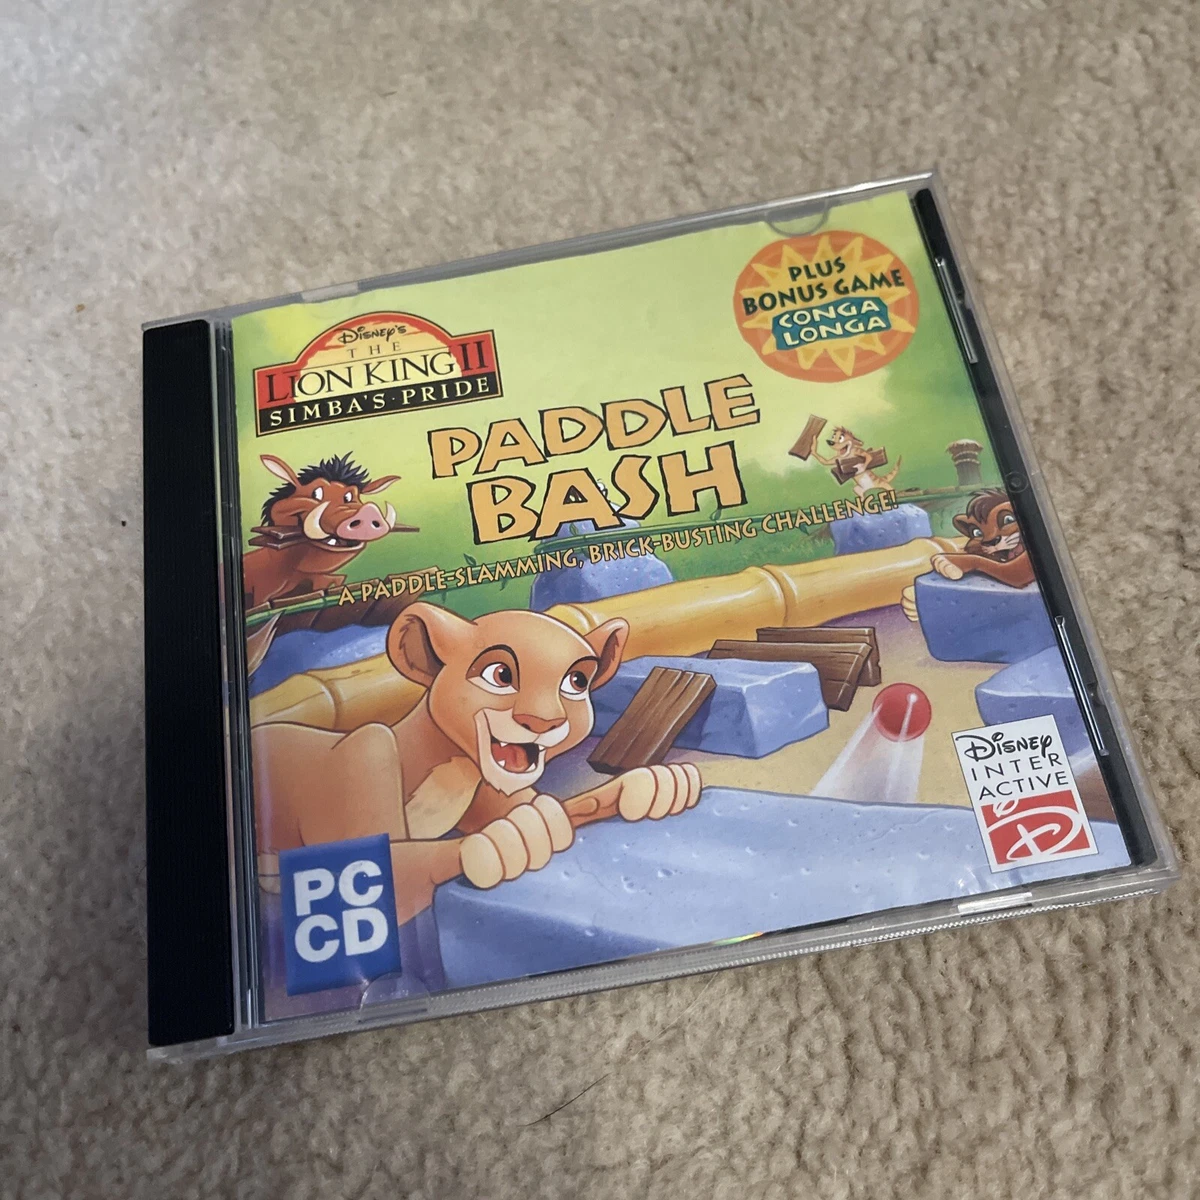 Disney's
THE
LION KING II
SIMBA'S · PRIDE
PLUS
BONUS GAME
CONGA
LONGA
PADDLE
BASH
A PADDLE-SLAMMING, BRICK-BUSTING CHALLENGE!
Disney
INTER
ACTIVE
D
PC
CD